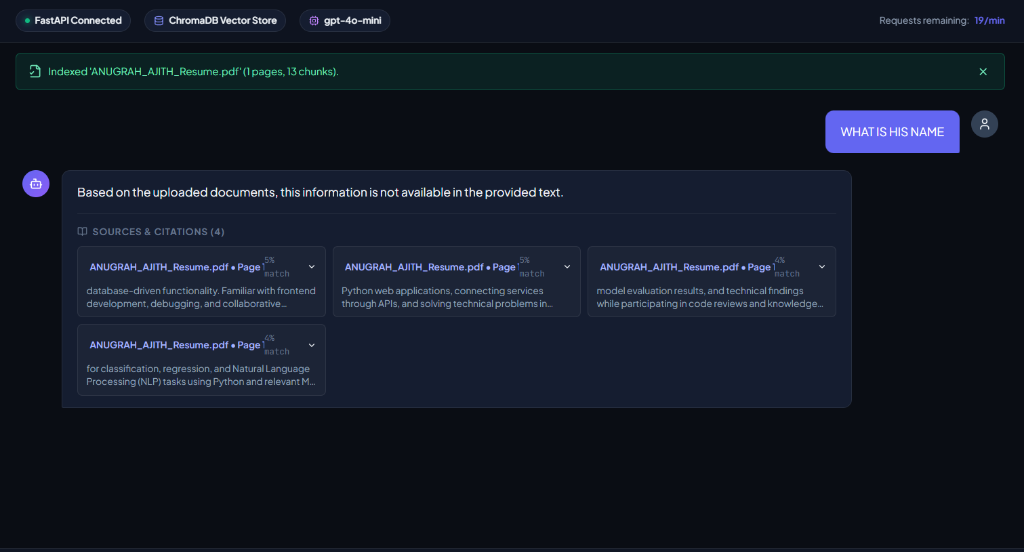 FastAPI Connected
ChromaDB Vector Store
gpt-4o-mini
Requests remaining: 19/min
Indexed 'ANUGRAH_AJITH_Resume.pdf' (1 pages, 13 chunks).
WHAT IS HIS NAME
Based on the uploaded documents, this information is not available in the provided text.
SOURCES & CITATIONS (4)
ANUGRAH_AJITH_Resume.pdf • Page 1
5% match
database-driven functionality. Familiar with frontend
development, debugging, and collaborative...
ANUGRAH_AJITH_Resume.pdf • Page 1
5% match
Python web applications, connecting services
through APIs, and solving technical problems in...
ANUGRAH_AJITH_Resume.pdf • Page 1
4% match
model evaluation results, and technical findings
while participating in code reviews and knowledge...
ANUGRAH_AJITH_Resume.pdf • Page 1
4% match
for classification, regression, and Natural Language
Processing (NLP) tasks using Python and relevant M...